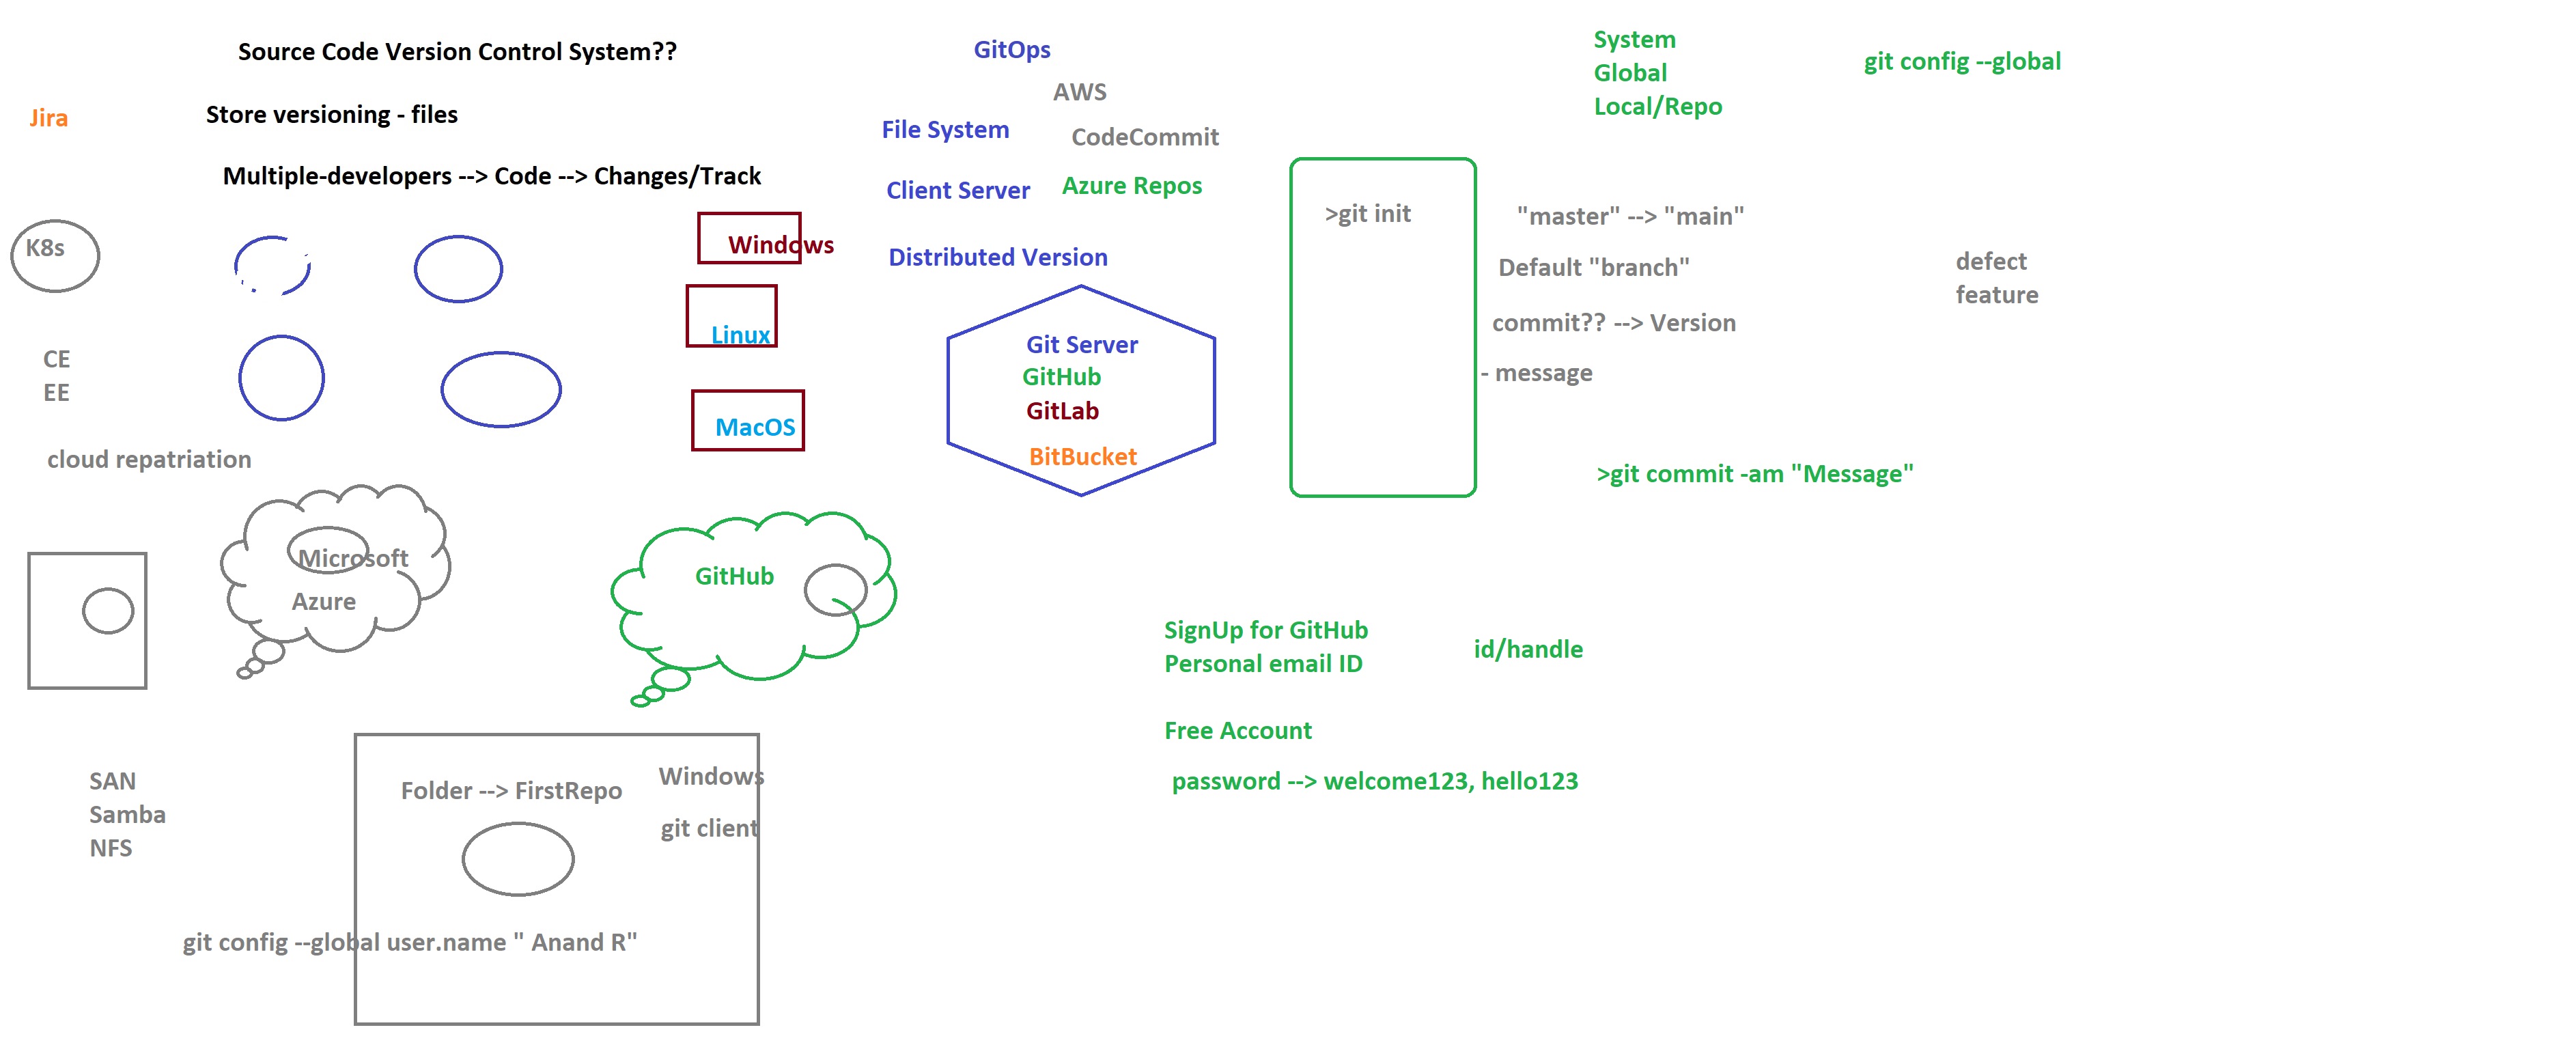 Source Code Version Control System??
Jira
Store versioning - files
Multiple-developers --> Code --> Changes/Track
K8s
CE
EE
cloud repatriation
Windows
Linux
MacOS
Microsoft
Azure
GitHub
SAN
Samba
NFS
Folder --> FirstRepo
Windows
git client
git config --global user.name " Anand R"
GitOps
AWS
File System
CodeCommit
Client Server
Azure Repos
Distributed Version
Git Server
GitHub
GitLab
BitBucket
>git init
System
Global
Local/Repo
git config --global
"master" --> "main"
Default "branch"
commit?? --> Version
- message
defect
feature
>git commit -am "Message"
SignUp for GitHub
Personal email ID
id/handle
Free Account
password --> welcome123, hello123